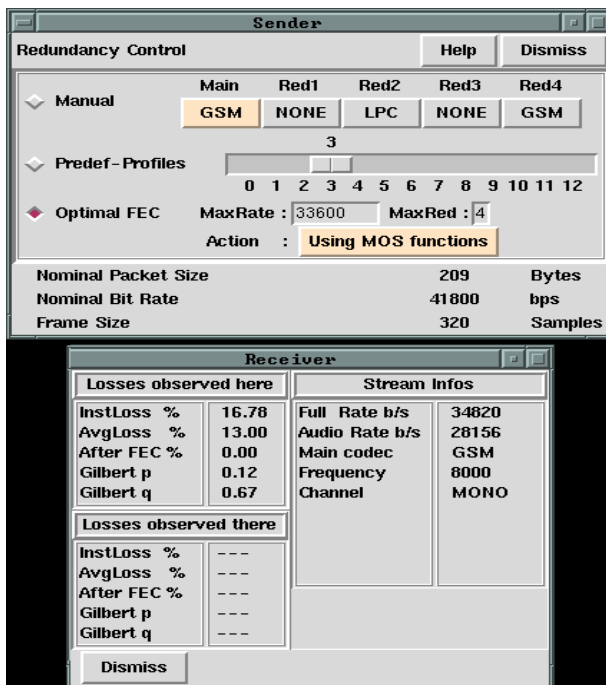 Sender
Redundancy Control Help Dismiss
Main Red1 Red2 Red3 Red4
Manual GSM NONE LPC NONE GSM
3
Predef-Profiles
0 1 2 3 4 5 6 7 8 9 10 11 12
Optimal FEC MaxRate : 33600 MaxRed : 4
Action : Using MOS functions
Nominal Packet Size 209 Bytes
Nominal Bit Rate 41800 bps
Frame Size 320 Samples
Receiver
Losses observed here
InstLoss % 16.78
AvgLoss % 13.00
After FEC % 0.00
Gilbert p 0.12
Gilbert q 0.67
Losses observed there
InstLoss % ---
AvgLoss % ---
After FEC % ---
Gilbert p ---
Gilbert q ---
Stream Infos
Full Rate b/s 34820
Audio Rate b/s 28156
Main codec GSM
Frequency 8000
Channel MONO
Dismiss